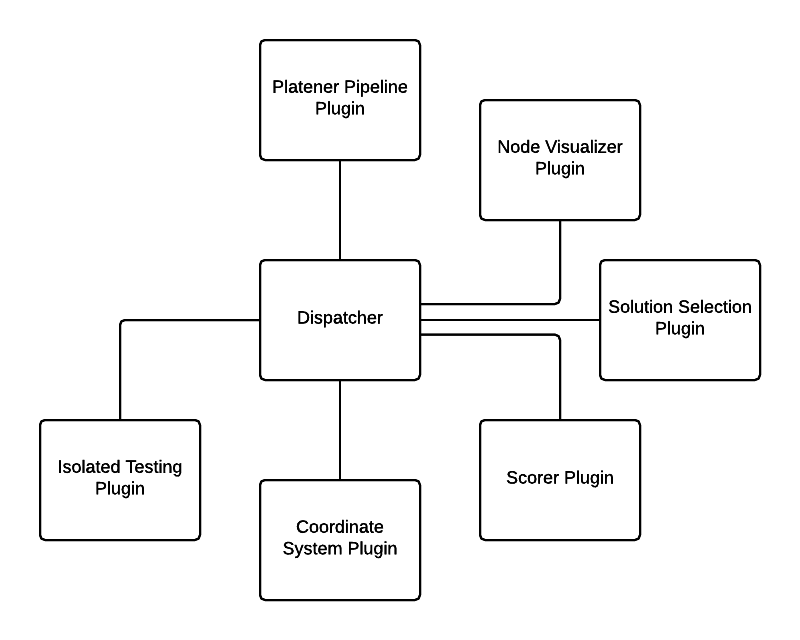 Platener Pipeline
Plugin
Node Visualizer
Plugin
Dispatcher
Solution Selection
Plugin
Isolated Testing
Plugin
Scorer Plugin
Coordinate
System Plugin